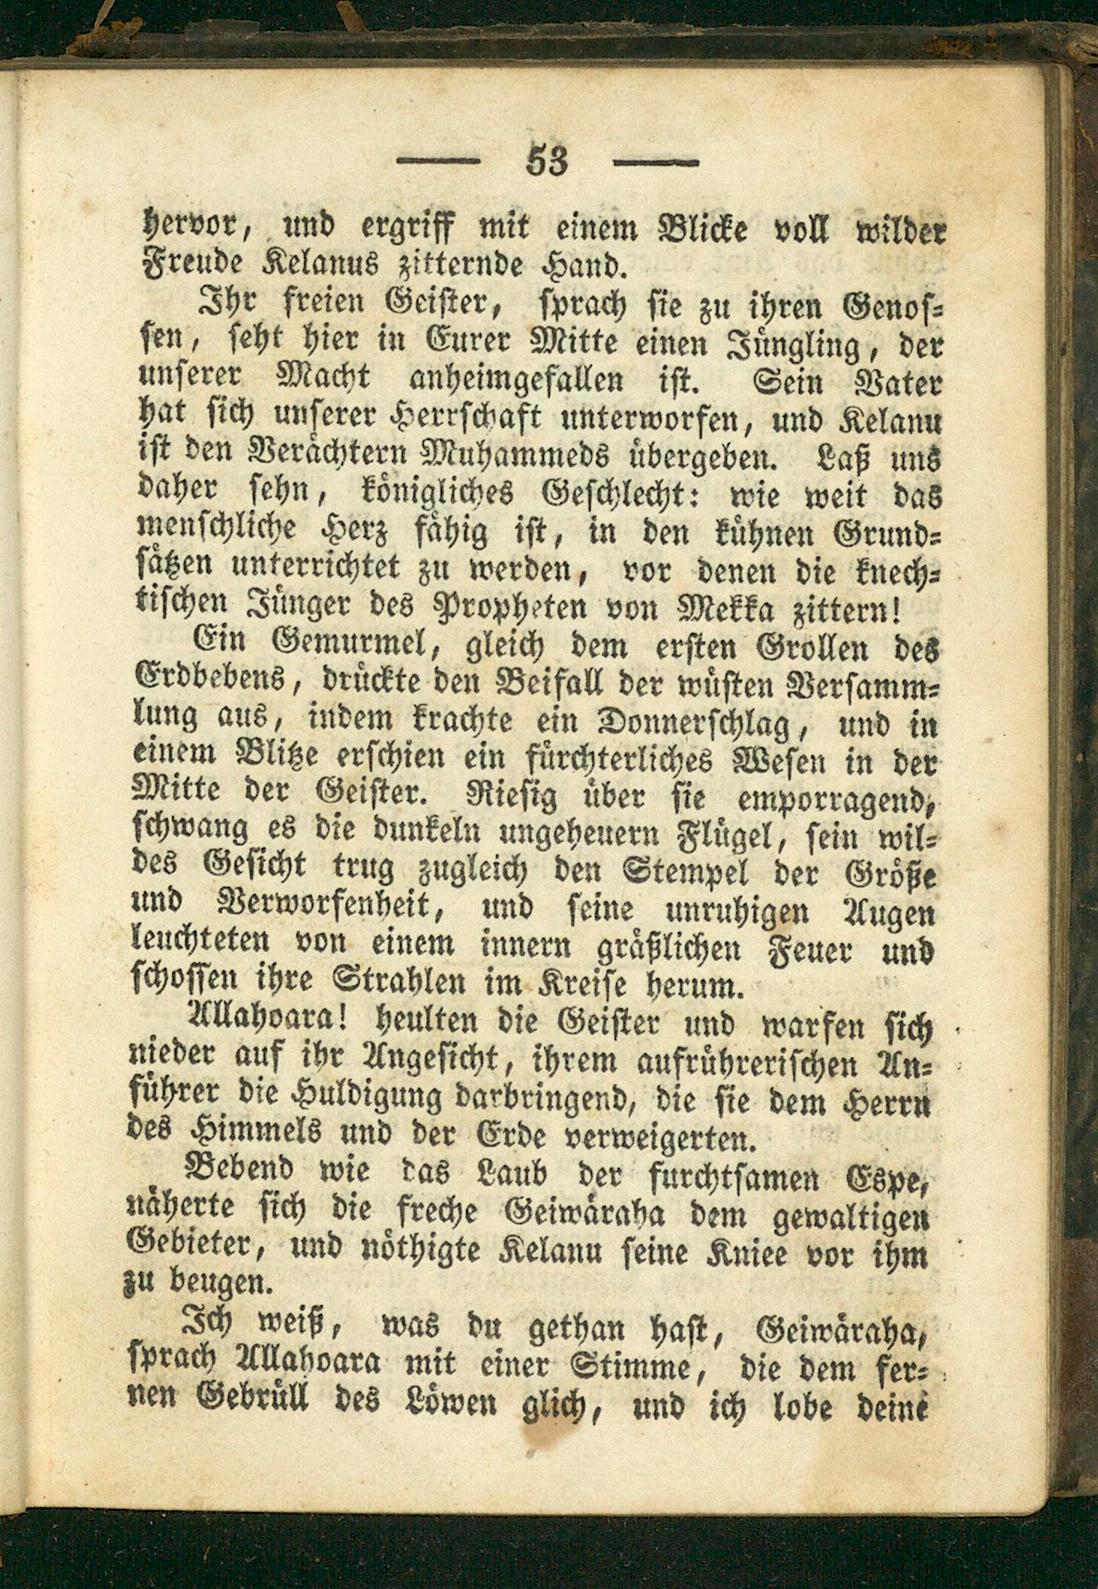 — 53 —
hervor, und ergriff mit einem Blicke voll wilder
Freude Kelanus zitternde Hand.
Ihr freien Geister, sprach sie zu ihren Genos-
sen, seht hier in Eurer Mitte einen Jüngling, der
unserer Macht anheimgefallen ist. Sein Vater
hat sich unserer Herrschaft unterworfen, und Kelanu
ist den Verächtern Muhammeds übergeben. Laß uns
daher sehn, königliches Geschlecht: wie weit das
menschliche Herz fähig ist, in den kühnen Grund-
sätzen unterrichtet zu werden, vor denen die knech-
tischen Jünger des Propheten von Mekka zittern!
Ein Gemurmel, gleich dem ersten Grollen des
Erdbebens, drückte den Beifall der wüsten Versamm-
lung aus, indem krachte ein Donnerschlag, und in
einem Blitze erschien ein fürchterliches Wesen in der
Mitte der Geister. Riesig über sie emporragend,
schwang es die dunkeln ungeheuern Flügel, sein wil-
des Gesicht trug zugleich den Stempel der Größe
und Verworfenheit, und seine unruhigen Augen
leuchteten von einem innern gräßlichen Feuer und
schossen ihre Strahlen im Kreise herum.
Allahoara! heulten die Geister und warfen sich
nieder auf ihr Angesicht, ihrem aufrührerischen An-
führer die Huldigung darbringend, die sie dem Herrn
des Himmels und der Erde verweigerten.
Bebend wie das Laub der furchtsamen Espe,
näherte sich die freche Geiwäraha dem gewaltigen
Gebieter, und nöthigte Kelanu seine Kniee vor ihm
zu beugen.
Ich weiß, was du gethan hast, Geiwäraha,
sprach Allahoara mit einer Stimme, die dem fer-
nen Gebrüll des Löwen glich, und ich lobe deine